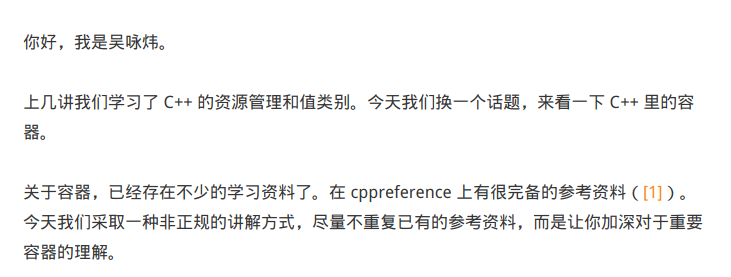 你好，我是吴咏炜。
上几讲我们学习了 C++ 的资源管理和值类别。今天我们换一个话题，来看一下 C++ 里的容
器。
关于容器，已经存在不少的学习资料了。在 cppreference 上有很完备的参考资料（[1]）。
今天我们采取一种非正规的讲解方式，尽量不重复已有的参考资料，而是让你加深对于重要
容器的理解。